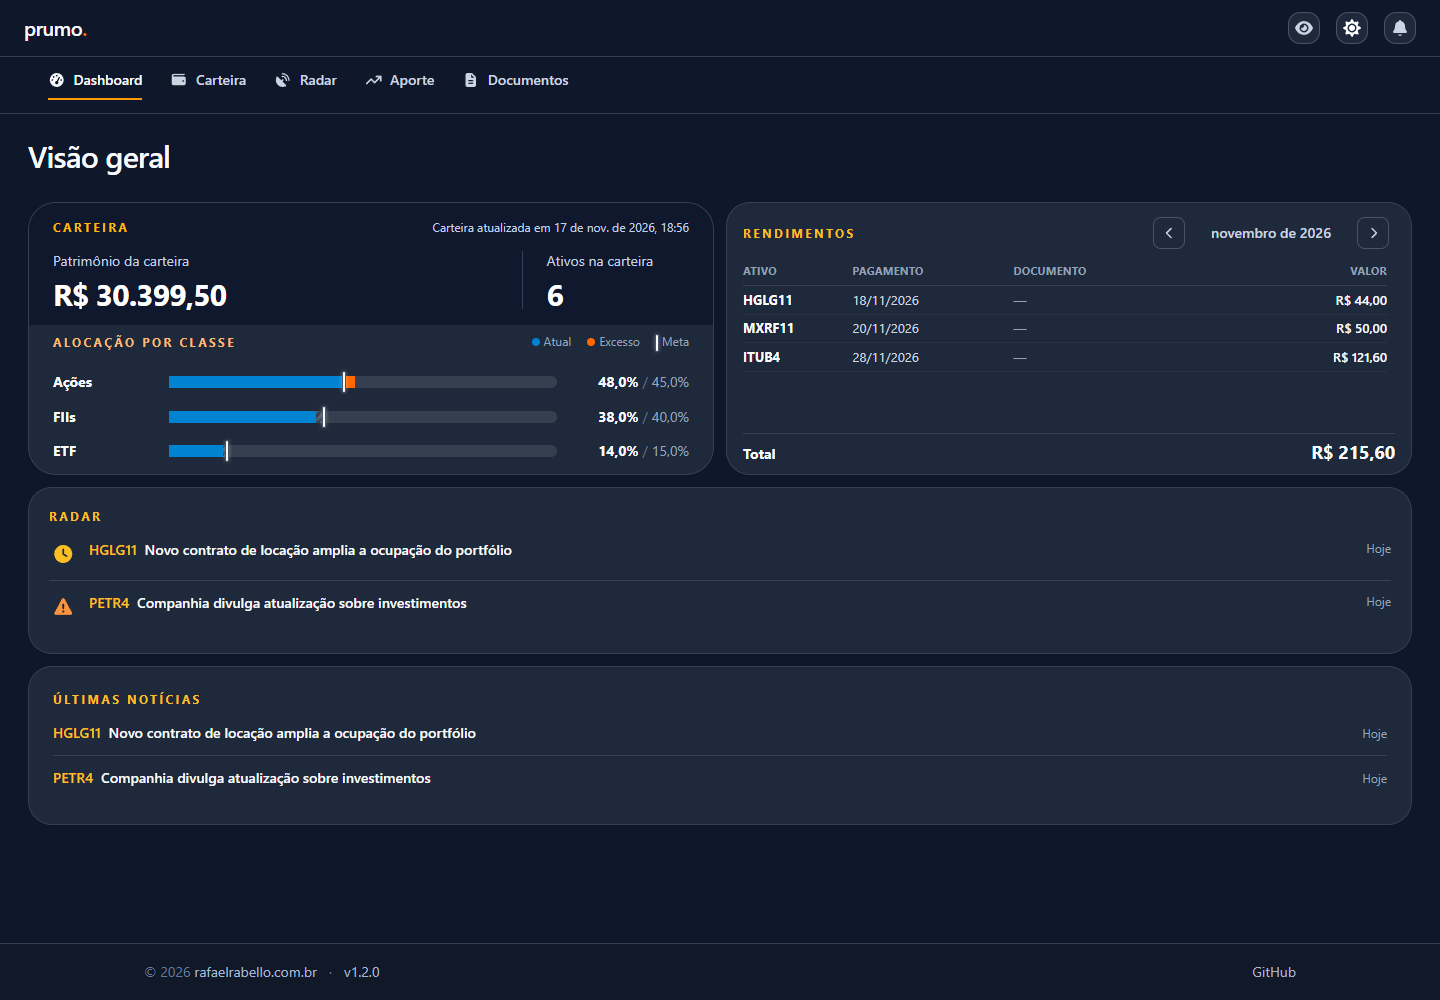 prumo.
Dashboard Carteira Radar Aporte Documentos
Visão geral
CARTEIRA Carteira atualizada em 17 de nov. de 2026, 18:56
Patrimônio da carteira Ativos na carteira
R$ 30.399,50 6
ALOCAÇÃO POR CLASSE Atual Excesso Meta
Ações 48,0% / 45,0%
FIIs 38,0% / 40,0%
ETF 14,0% / 15,0%
RENDIMENTOS novembro de 2026
ATIVO PAGAMENTO DOCUMENTO VALOR
HGLG11 18/11/2026 — R$ 44,00
MXRF11 20/11/2026 — R$ 50,00
ITUB4 28/11/2026 — R$ 121,60
Total R$ 215,60
RADAR
HGLG11 Novo contrato de locação amplia a ocupação do portfólio Hoje
PETR4 Companhia divulga atualização sobre investimentos Hoje
ÚLTIMAS NOTÍCIAS
HGLG11 Novo contrato de locação amplia a ocupação do portfólio Hoje
PETR4 Companhia divulga atualização sobre investimentos Hoje
© 2026 rafaelrabello.com.br · v1.2.0 GitHub